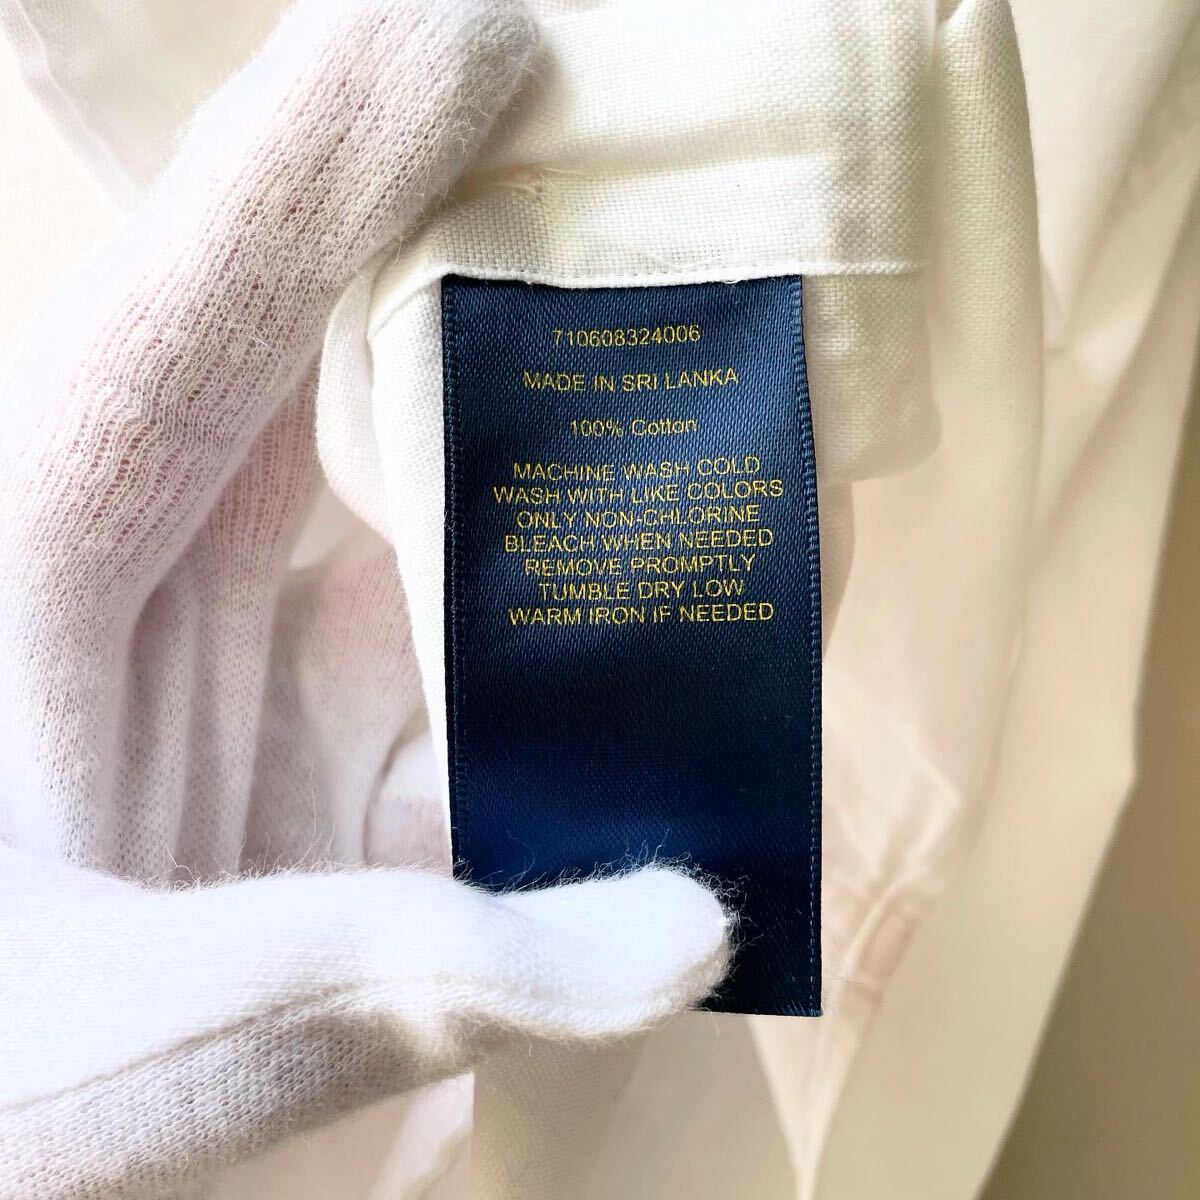 710608324006
MADE IN SRI LANKA
100% Cotton
MACHINE WASH COLD
WASH WITH LIKE COLORS
ONLY NON-CHLORINE
BLEACH WHEN NEEDED
REMOVE PROMPTLY
TUMBLE DRY LOW
WARM IRON IF NEEDED